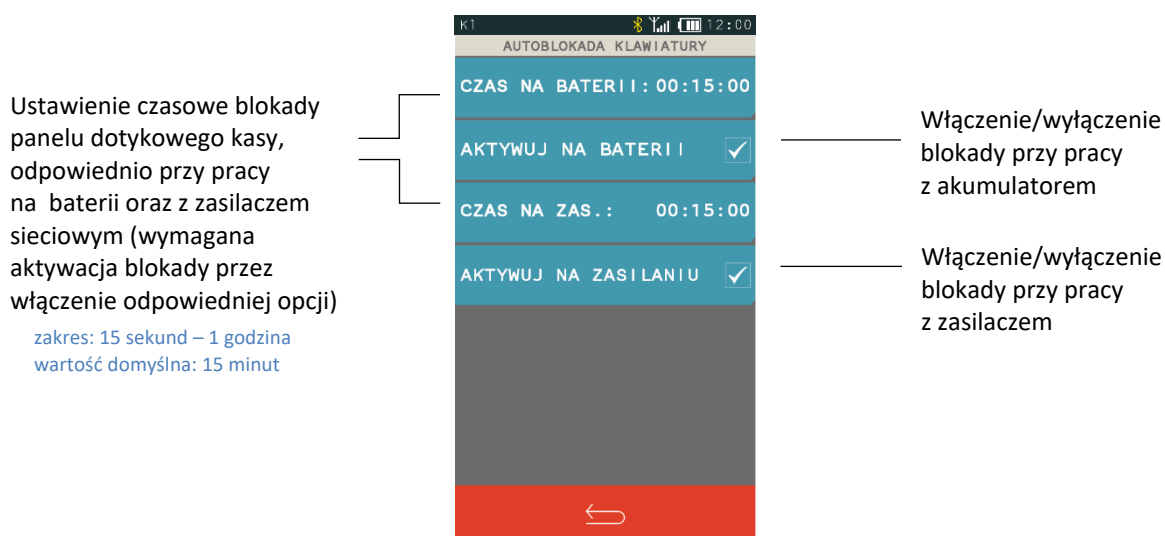 Ustawienie czasowe blokady
panelu dotykowego kasy,
odpowiednio przy pracy
na baterii oraz z zasilaczem
sieciowym (wymagana
aktywacja blokady przez
włączenie odpowiedniej opcji)
zakres: 15 sekund – 1 godzina
wartość domyślna: 15 minut
K1 12:00
AUTOBLOKADA KLAWIATURY
CZAS NA BATERII: 00:15:00
AKTYWUJ NA BATERII
CZAS NA ZAS.: 00:15:00
AKTYWUJ NA ZASILANIU
Włączenie/wyłączenie
blokady przy pracy
z akumulatorem
Włączenie/wyłączenie
blokady przy pracy
z zasilaczem